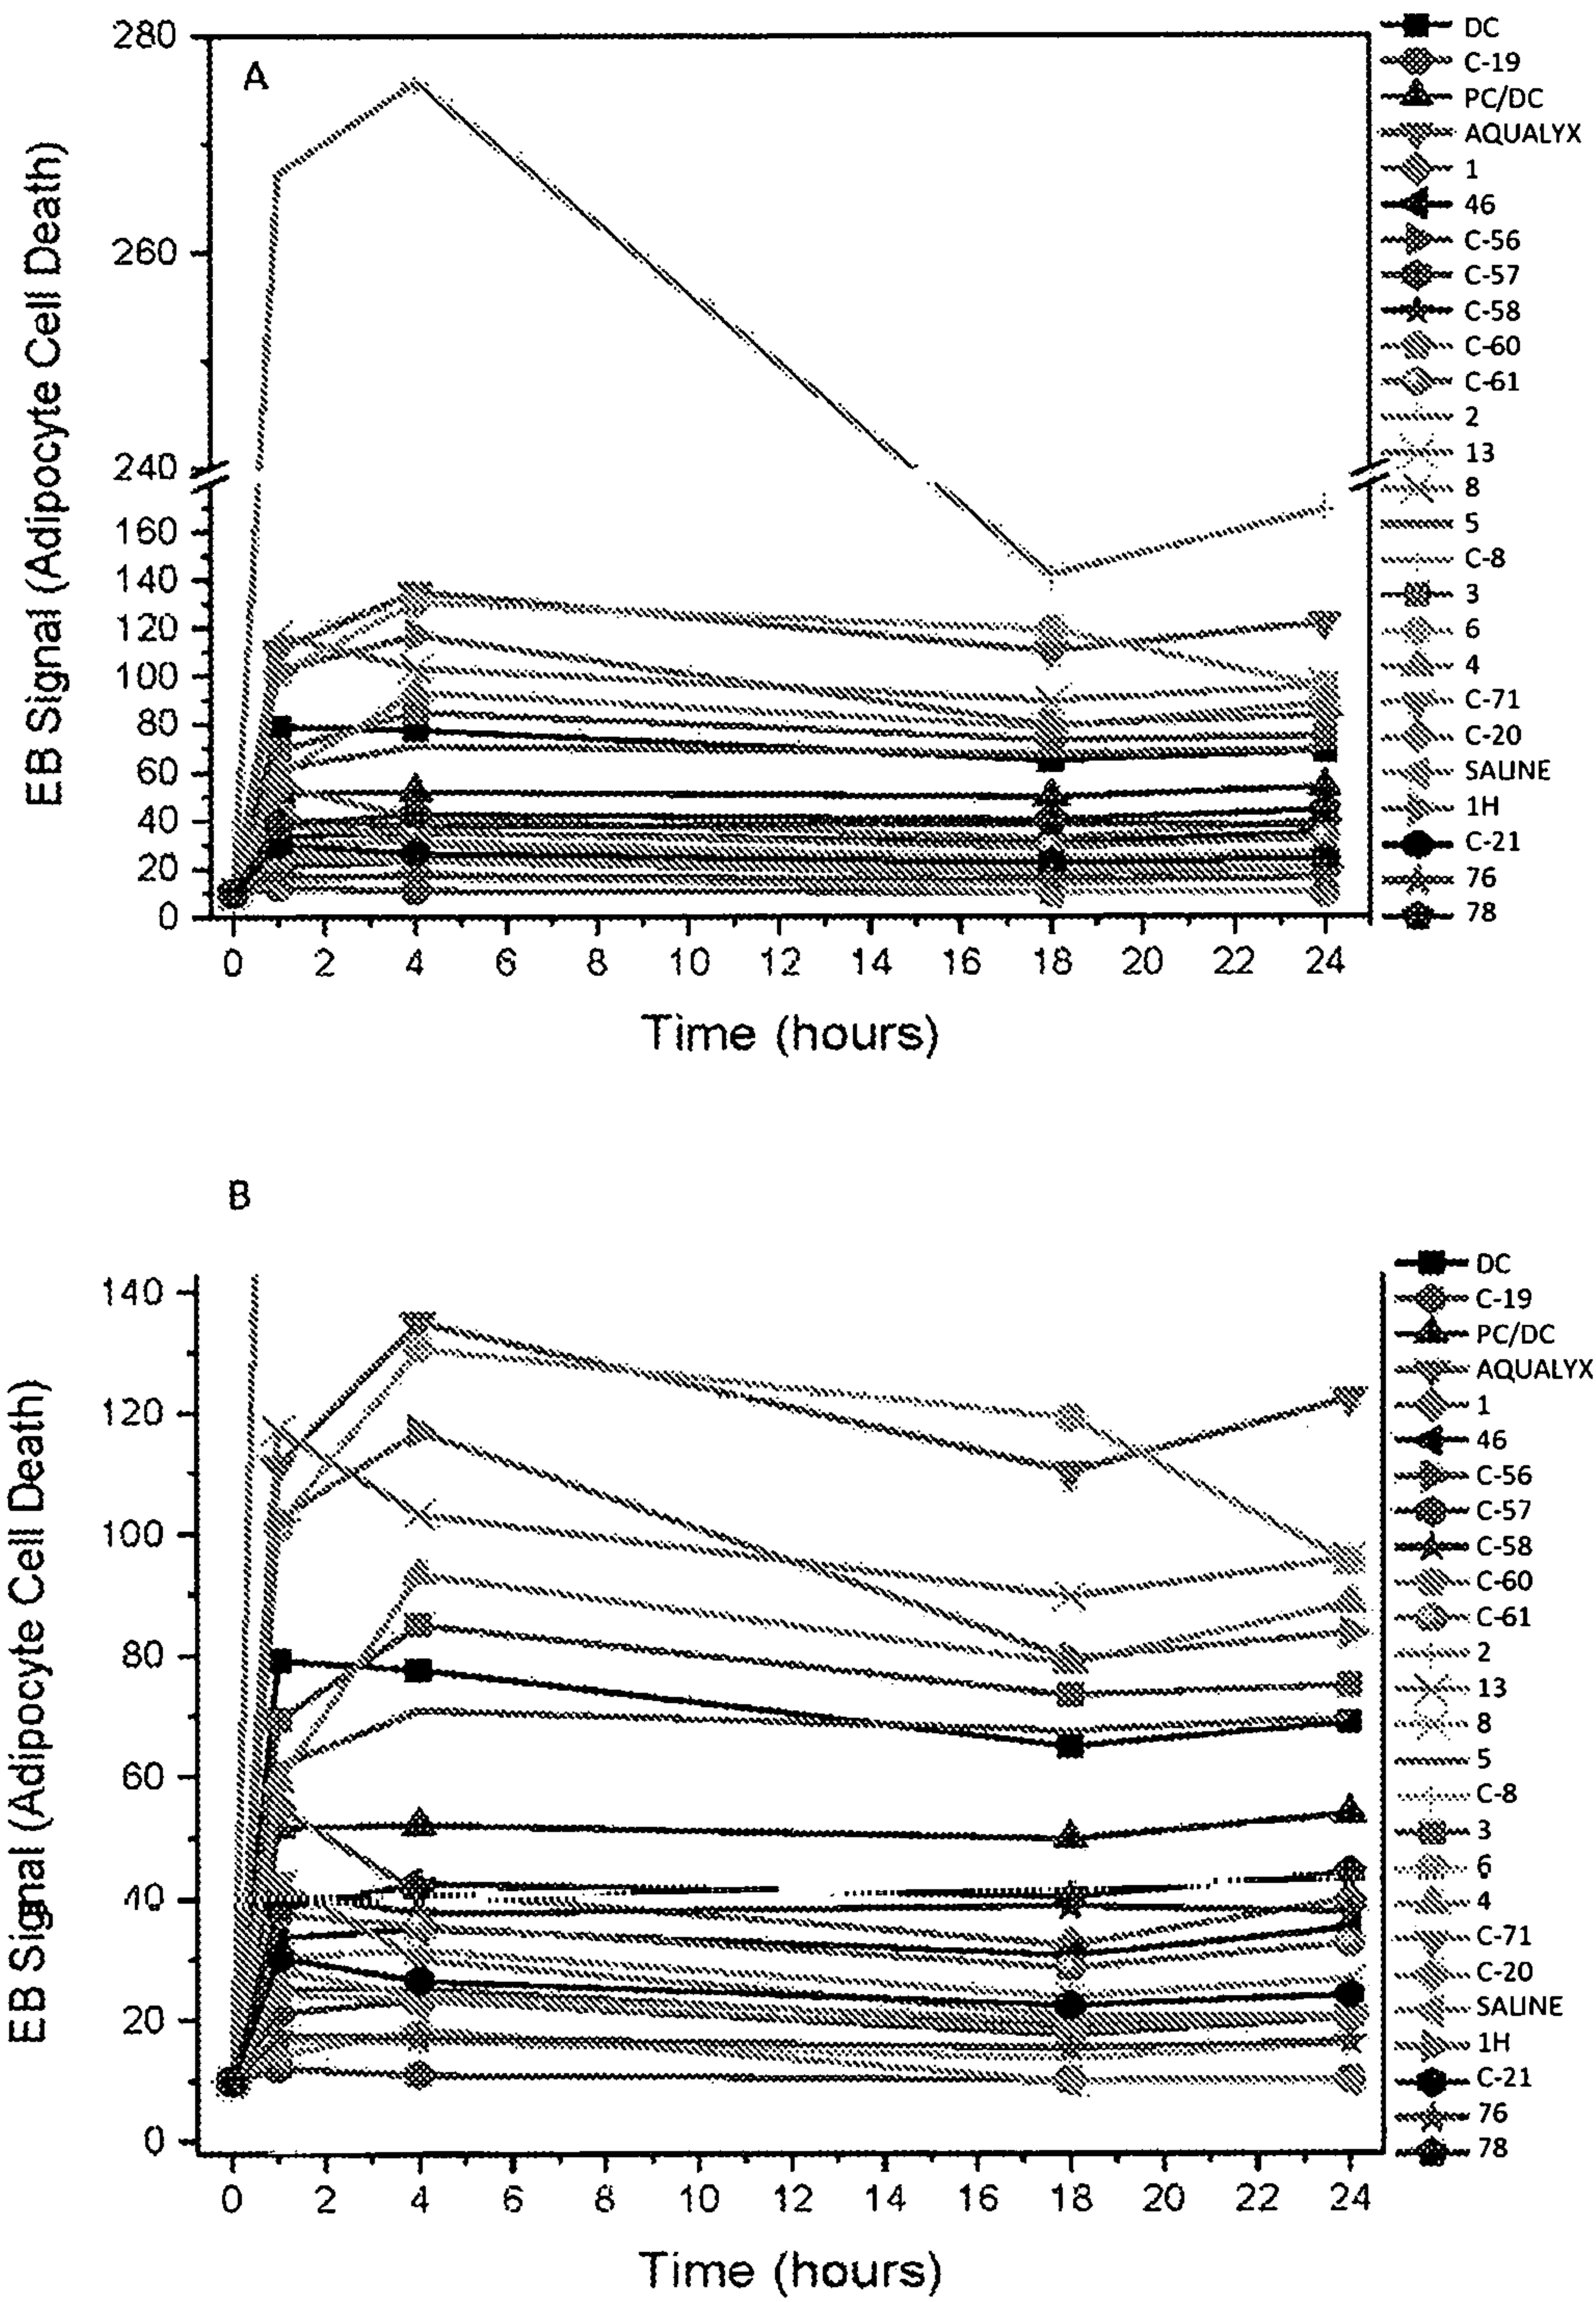 A
EB Signal (Adipocyte Cell Death)
280
260
240
160
140
120
100
80
60
40
20
0
0 2 4 6 8 10 12 14 16 18 20 22 24
Time (hours)
DC
C-19
PC/DC
AQUALYX
1
46
C-56
C-57
C-58
C-60
C-61
2
13
8
5
C-8
3
6
4
C-71
C-20
SALINE
1H
C-21
76
78
B
EB Signal (Adipocyte Cell Death)
140
120
100
80
60
40
20
0
0 2 4 6 8 10 12 14 16 18 20 22 24
Time (hours)
DC
C-19
PC/DC
AQUALYX
1
46
C-56
C-57
C-58
C-60
C-61
2
13
8
5
C-8
3
6
4
C-71
C-20
SALINE
1H
C-21
76
78